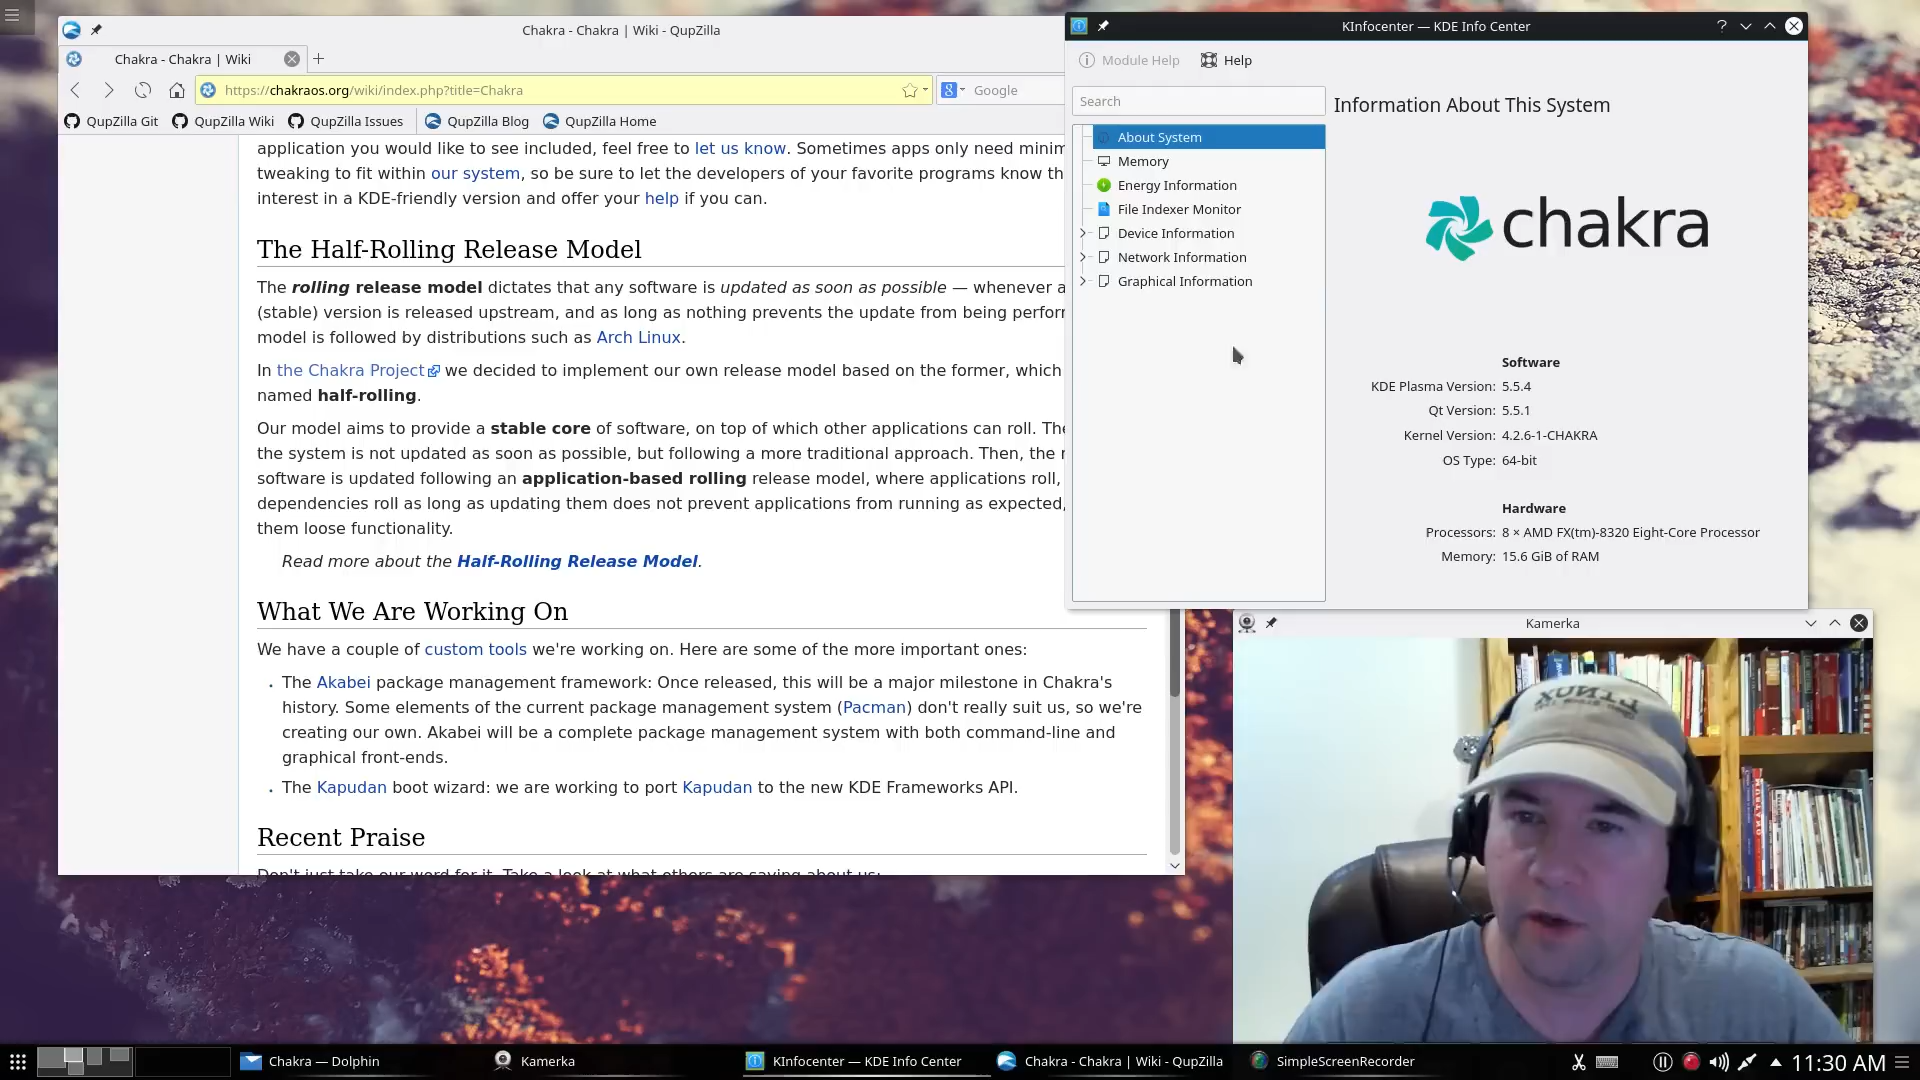 Chakra - Chakra | Wiki - QupZilla
Chakra - Chakra | Wiki
https://chakraos.org/wiki/index.php?title=Chakra
Google
QupZilla Git
QupZilla Wiki
QupZilla Issues
QupZilla Blog
QupZilla Home
application you would like to see included, feel free to let us know. Sometimes apps only need minim
tweaking to fit within our system, so be sure to let the developers of your favorite programs know th
interest in a KDE-friendly version and offer your help if you can.
The Half-Rolling Release Model
The rolling release model dictates that any software is updated as soon as possible — whenever a
(stable) version is released upstream, and as long as nothing prevents the update from being perfor
model is followed by distributions such as Arch Linux.
In the Chakra Project we decided to implement our own release model based on the former, which
named half-rolling.
Our model aims to provide a stable core of software, on top of which other applications can roll. The
the system is not updated as soon as possible, but following a more traditional approach. Then, the r
software is updated following an application-based rolling release model, where applications roll,
dependencies roll as long as updating them does not prevent applications from running as expected,
them loose functionality.
Read more about the Half-Rolling Release Model.
What We Are Working On
We have a couple of custom tools we're working on. Here are some of the more important ones:
The Akabei package management framework: Once released, this will be a major milestone in Chakra's
history. Some elements of the current package management system (Pacman) don't really suit us, so we're
creating our own. Akabei will be a complete package management system with both command-line and
graphical front-ends.
The Kapudan boot wizard: we are working to port Kapudan to the new KDE Frameworks API.
Recent Praise
Don't just take our word for it. Take a look at what others are saying about us:
KInfocenter — KDE Info Center
Module Help
Help
Search
About System
Memory
Energy Information
File Indexer Monitor
Device Information
Network Information
Graphical Information
Information About This System
chakra
Software
KDE Plasma Version: 5.5.4
Qt Version: 5.5.1
Kernel Version: 4.2.6-1-CHAKRA
OS Type: 64-bit
Hardware
Processors: 8 × AMD FX(tm)-8320 Eight-Core Processor
Memory: 15.6 GiB of RAM
Kamerka
Chakra — Dolphin
Kamerka
KInfocenter — KDE Info Center
Chakra - Chakra | Wiki - QupZilla
SimpleScreenRecorder
11:30 AM